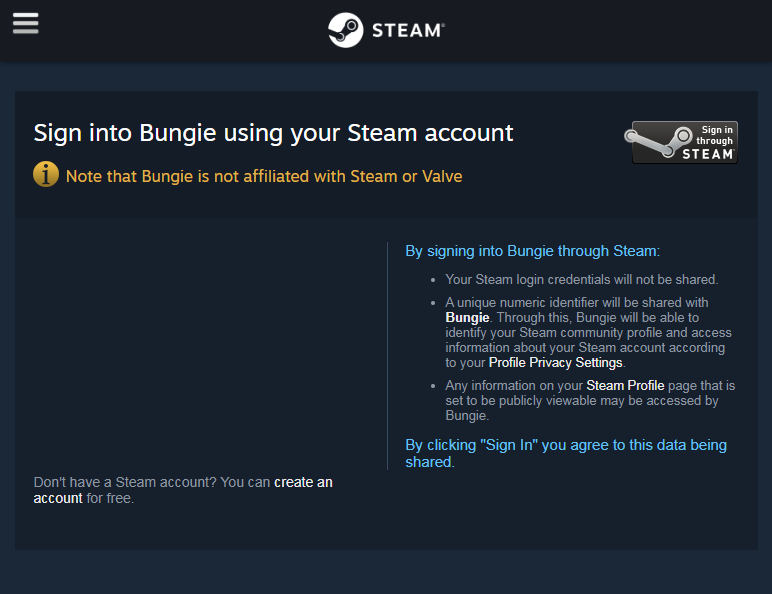 STEAM®
Sign into Bungie using your Steam account
Sign in
through
STEAM™
Note that Bungie is not affiliated with Steam or Valve
By signing into Bungie through Steam:
• Your Steam login credentials will not be shared.
• A unique numeric identifier will be shared with
Bungie. Through this, Bungie will be able to
identify your Steam community profile and access
information about your Steam account according
to your Profile Privacy Settings.
• Any information on your Steam Profile page that is
set to be publicly viewable may be accessed by
Bungie.
By clicking "Sign In" you agree to this data being
shared.
Don't have a Steam account? You can create an
account for free.